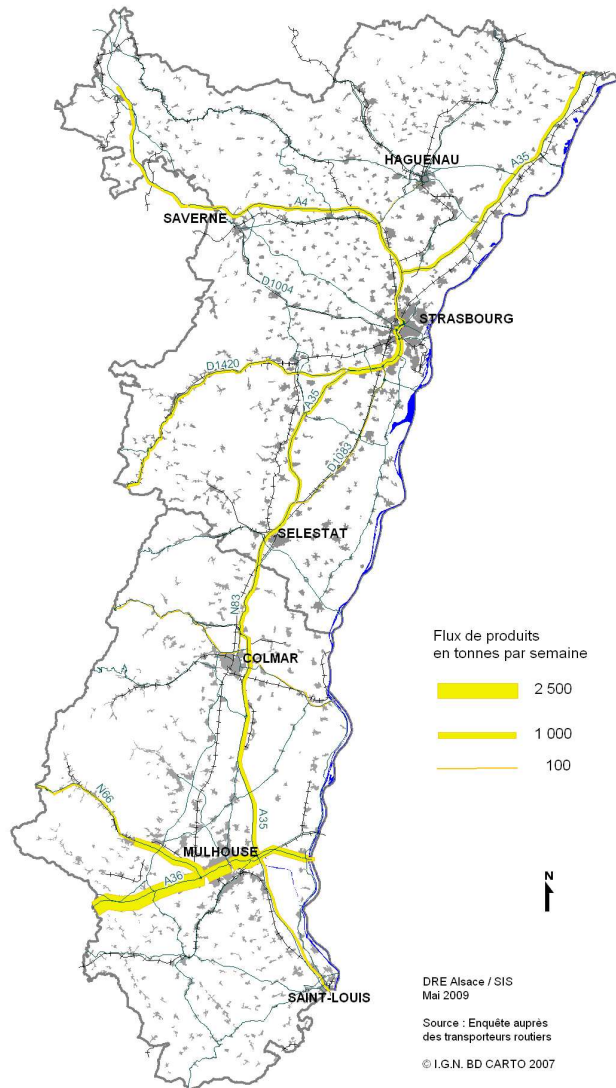 HAGUENAU
A35
A4
SAVERNE
D1004
STRASBOURG
D1420
A35
D1083
SELESTAT
N83
COLMAR
Flux de produits
en tonnes par semaine
2 500
1 000
100
N66
A35
MULHOUSE
A36
N
SAINT-LOUIS
DRE Alsace / SIS
Mai 2009
Source : Enquête auprès
des transporteurs routiers
© I.G.N. BD CARTO 2007